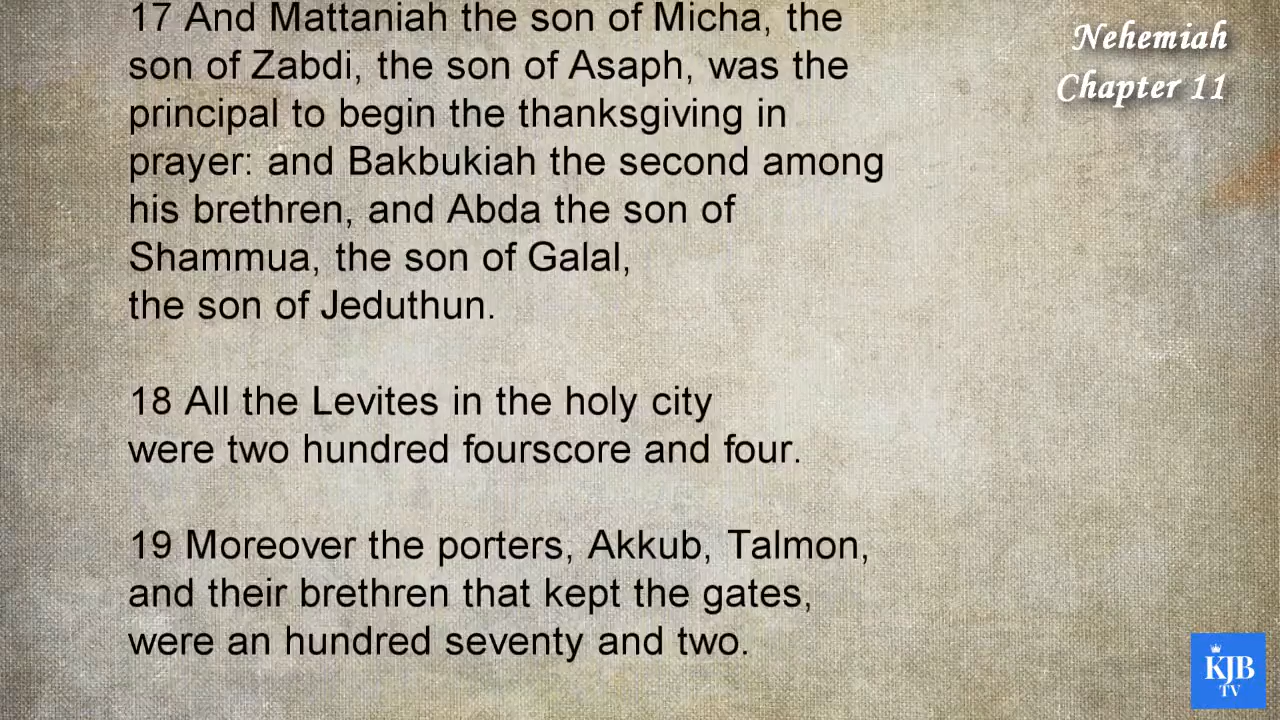 17 And Mattaniah the son of Micha, the
son of Zabdi, the son of Asaph, was the
principal to begin the thanksgiving in
prayer: and Bakbukiah the second among
his brethren, and Abda the son of
Shammua, the son of Galal,
the son of Jeduthun.
18 All the Levites in the holy city
were two hundred fourscore and four.
19 Moreover the porters, Akkub, Talmon,
and their brethren that kept the gates,
were an hundred seventy and two.
Nehemiah
Chapter 11
KJB
TV